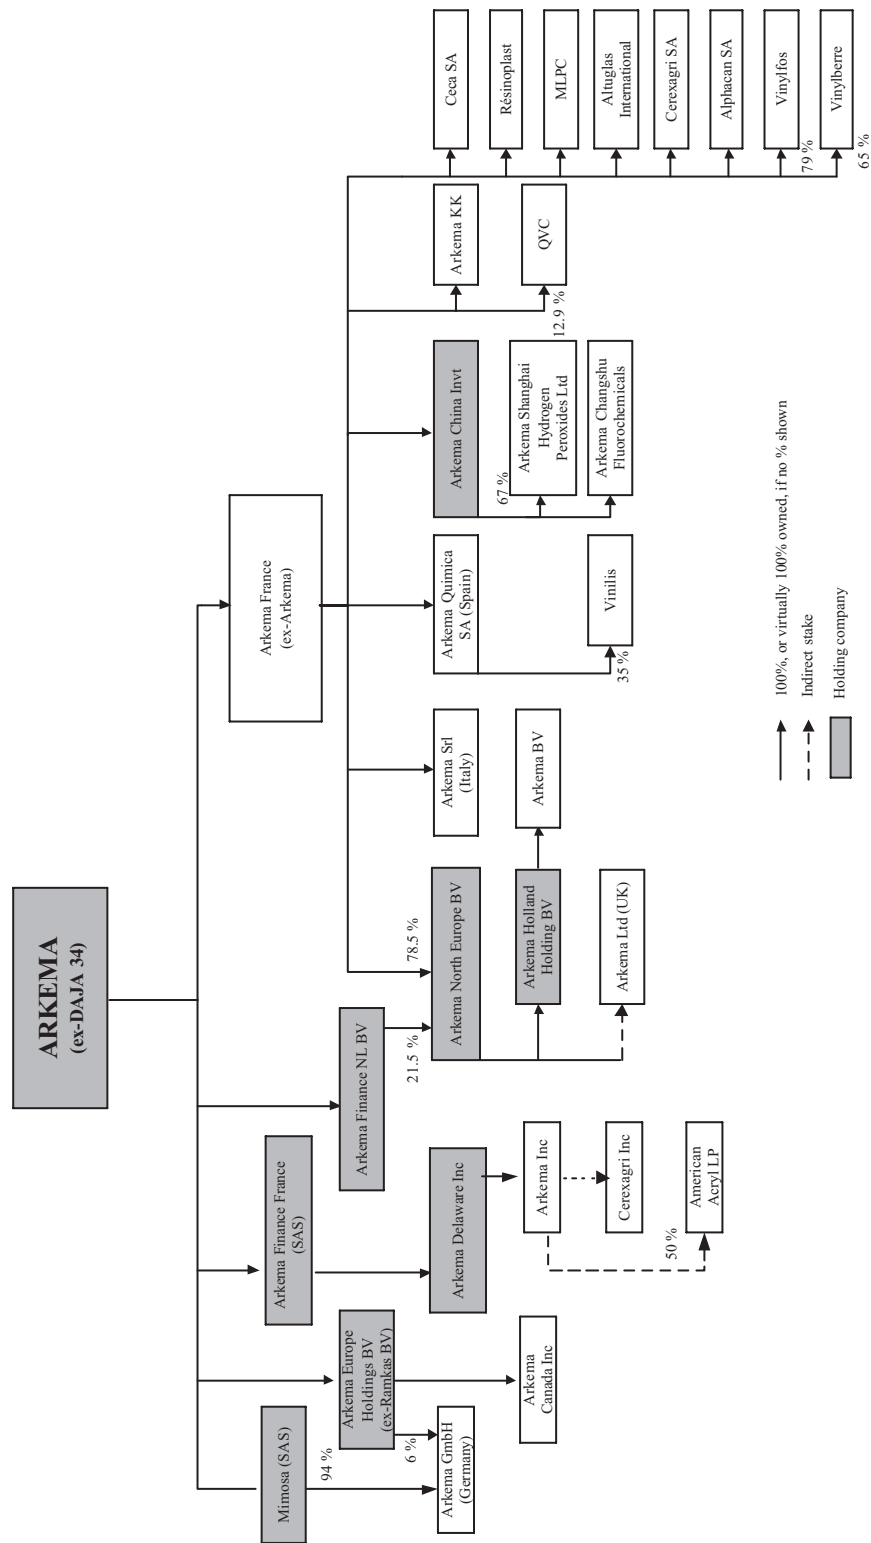 ARKEMA
(ex-DAJA 34)
Mimosa (SAS)
94 %
Arkema GmbH
(Germany)
Arkema Europe
Holdings BV
(ex-Ramkas BV)
6 %
Arkema
Canada Inc
Arkema Finance France
(SAS)
Arkema Delaware Inc
Arkema Inc
Cerexagri Inc
50 %
American
Acryl LP
Arkema Finance NL BV
21.5 %
78.5 %
Arkema North Europe BV
Arkema Holland
Holding BV
Arkema BV
Arkema Ltd (UK)
Arkema France
(ex-Arkema)
Arkema Srl
(Italy)
Arkema Quimica
SA (Spain)
35 %
Vinilis
Arkema China Invt
67 %
Arkema Shanghai
Hydrogen
Peroxides Ltd
Arkema Changshu
Fluorochemicals
Arkema KK
12.9 %
QVC
Ceca SA
Résinoplast
MLPC
Altuglas
International
Cerexagri SA
Alphacan SA
79 %
Vinylfos
65 %
Vinylberre
100%, or virtually 100% owned, if no % shown
Indirect stake
Holding company